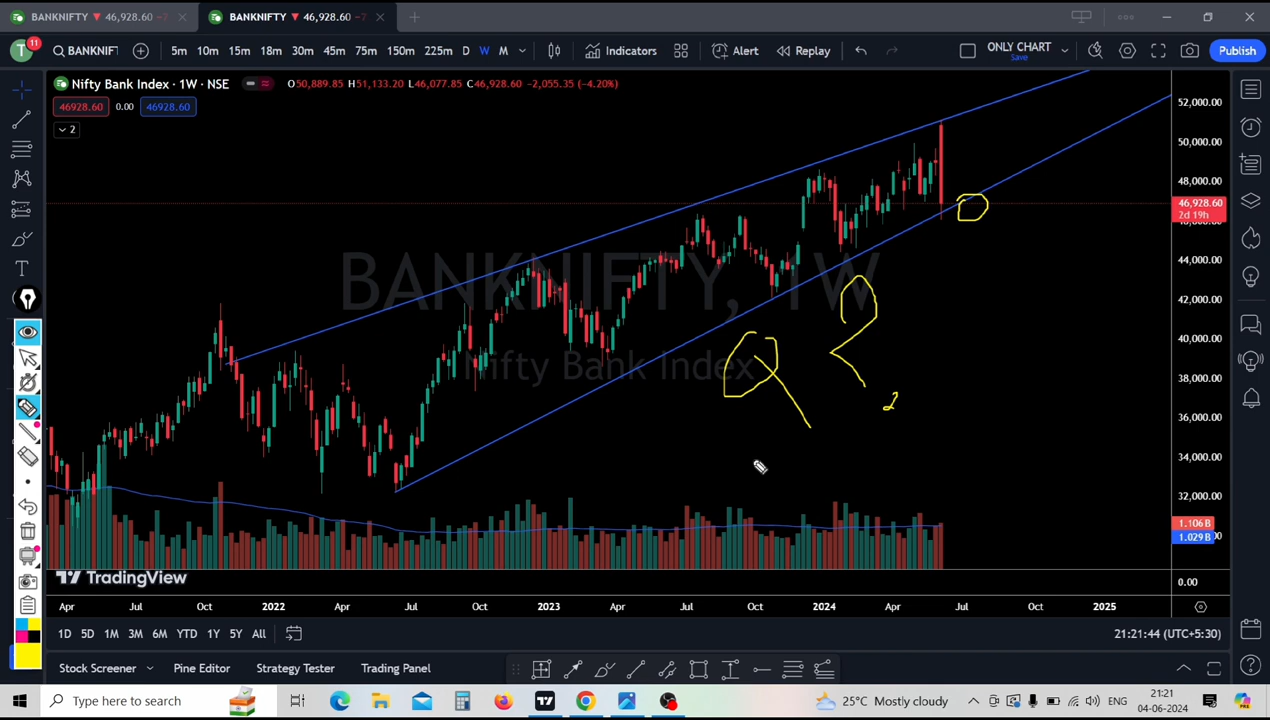 BANKNIFTY ▼ 46,928.60 −2
BANKNIFTY ▼ 46,928.60 −2
T 11 BANKNIFT 5m 10m 15m 18m 30m 45m 75m 150m 225m D W M Indicators Alert Replay ONLY CHART Save Publish
Nifty Bank Index · 1W · NSE O50,889.85 H51,133.20 L46,077.85 C46,928.60 −2,055.35 (−4.20%)
46928.60 0.00 46928.60
2
52,000.00
50,000.00
48,000.00
46,928.60
2d 19h
44,000.00
42,000.00
40,000.00
38,000.00
36,000.00
34,000.00
32,000.00
1.106B
1.029B
0.00
BANKNIFTY, 1W
Nifty Bank Index
2
TradingView
Apr Jul Oct 2022 Apr Jul Oct 2023 Apr Jul Oct 2024 Apr Jul Oct 2025
1D 5D 1M 3M 6M YTD 1Y 5Y All 21:21:44 (UTC+5:30)
Stock Screener Pine Editor Strategy Tester Trading Panel
Type here to search 25°C Mostly cloudy ENG 21:21
04-06-2024